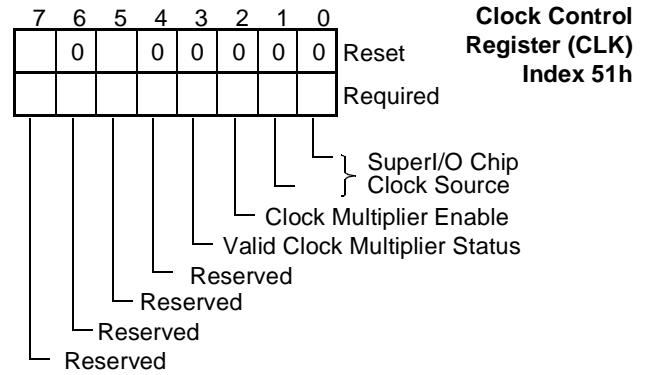 7 6 5 4 3 2 1 0
Clock Control
Register (CLK)
Index 51h
0 0 0 0 0 0 Reset
Required
SuperI/O Chip
Clock Source
Clock Multiplier Enable
Valid Clock Multiplier Status
Reserved
Reserved
Reserved
Reserved